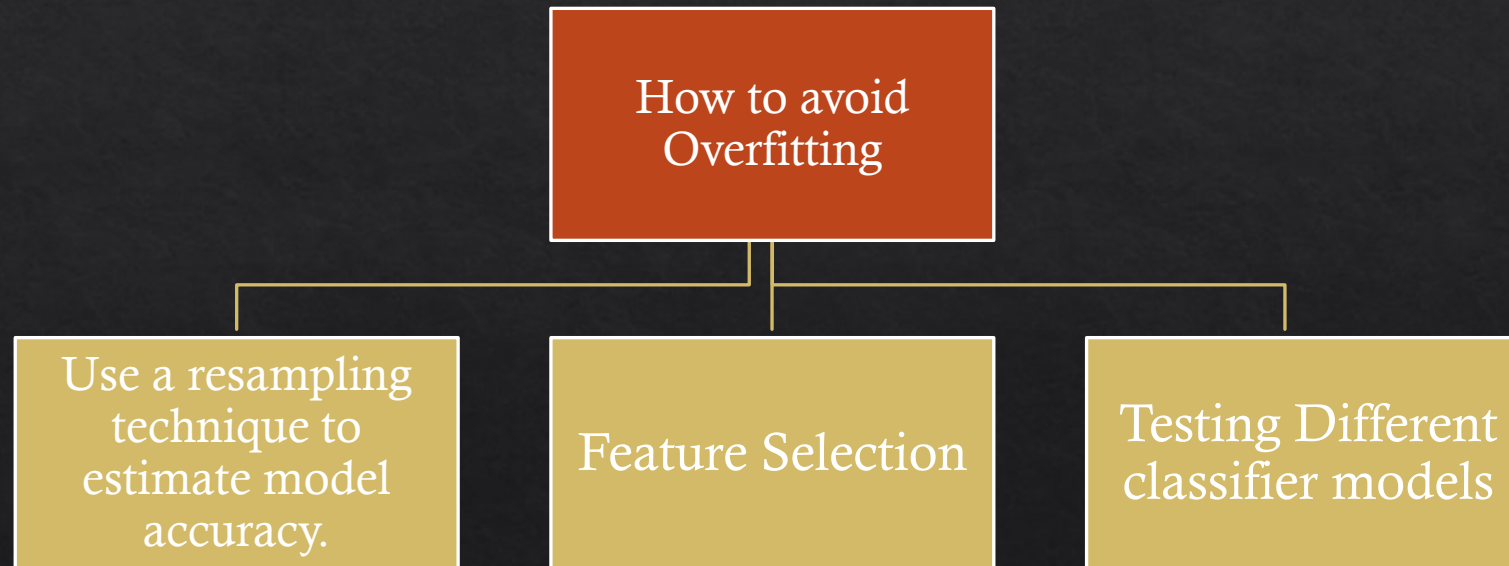 How to avoid
Overfitting
Use a resampling
technique to
estimate model
accuracy.
Feature Selection
Testing Different
classifier models